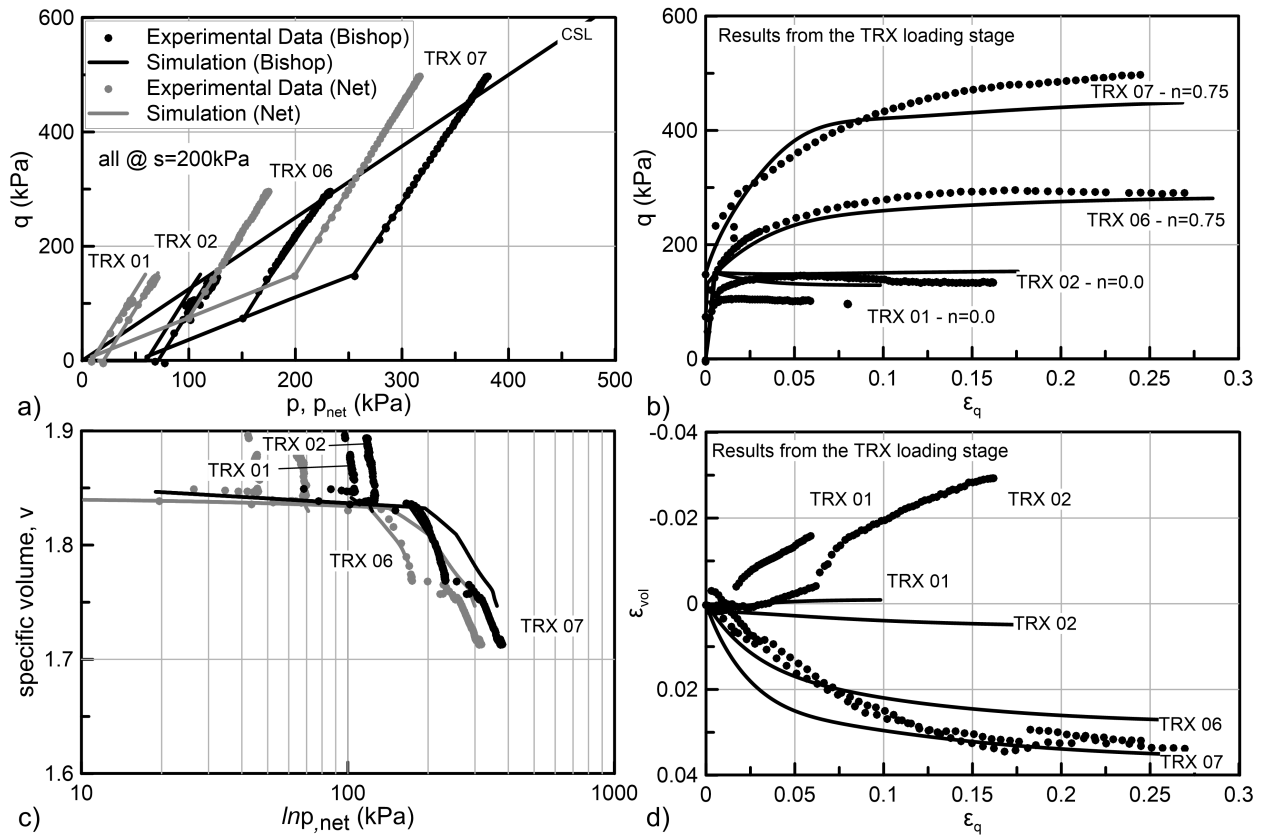 600
400
200
0
q (kPa)
Experimental Data (Bishop)
Simulation (Bishop)
Experimental Data (Net)
Simulation (Net)
all @ s=200kPa
CSL
TRX 07
TRX 06
TRX 02
TRX 01
0 100 200 300 400 500
a) p, pnet (kPa)
600
400
200
0
q (kPa)
Results from the TRX loading stage
TRX 07 - n=0.75
TRX 06 - n=0.75
TRX 02 - n=0.0
TRX 01 - n=0.0
0 0.05 0.1 0.15 0.2 0.25 0.3
b) εq
1.9
1.8
1.7
1.6
specific volume, v
TRX 02
TRX 01
TRX 06
TRX 07
100 1000
c) lnp,net (kPa)
-0.04
-0.02
0
0.02
0.04
εvol
Results from the TRX loading stage
TRX 01 TRX 02
TRX 01
TRX 02
TRX 06
TRX 07
0 0.05 0.1 0.15 0.2 0.25 0.3
d) εq